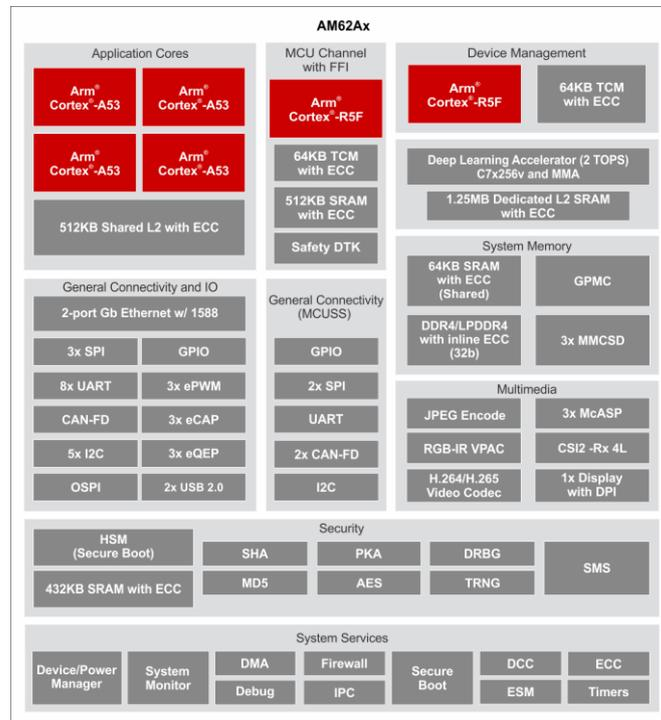 AM62Ax
Application Cores
Arm®
Cortex®-A53
Arm®
Cortex®-A53
Arm®
Cortex®-A53
Arm®
Cortex®-A53
512KB Shared L2 with ECC
MCU Channel
with FFI
Arm®
Cortex®-R5F
64KB TCM
with ECC
512KB SRAM
with ECC
Safety DTK
Device Management
Arm®
Cortex®-R5F
64KB TCM
with ECC
Deep Learning Accelerator (2 TOPS)
C7x256v and MMA
1.25MB Dedicated L2 SRAM
with ECC
System Memory
64KB SRAM
with ECC
(Shared)
GPMC
DDR4/LPDDR4
with inline ECC
(32b)
3x MMCSD
General Connectivity and IO
2-port Gb Ethernet w/ 1588
3x SPI
GPIO
8x UART
3x ePWM
CAN-FD
3x eCAP
5x I2C
3x eQEP
OSPI
2x USB 2.0
General Connectivity
(MCUSS)
GPIO
2x SPI
UART
2x CAN-FD
I2C
Multimedia
JPEG Encode
3x McASP
RGB-IR VPAC
CSI2 -Rx 4L
H.264/H.265
Video Codec
1x Display
with DPI
Security
HSM
(Secure Boot)
432KB SRAM with ECC
SHA
PKA
DRBG
MD5
AES
TRNG
SMS
System Services
Device/Power
Manager
System
Monitor
DMA
Firewall
Debug
IPC
Secure
Boot
DCC
ECC
ESM
Timers